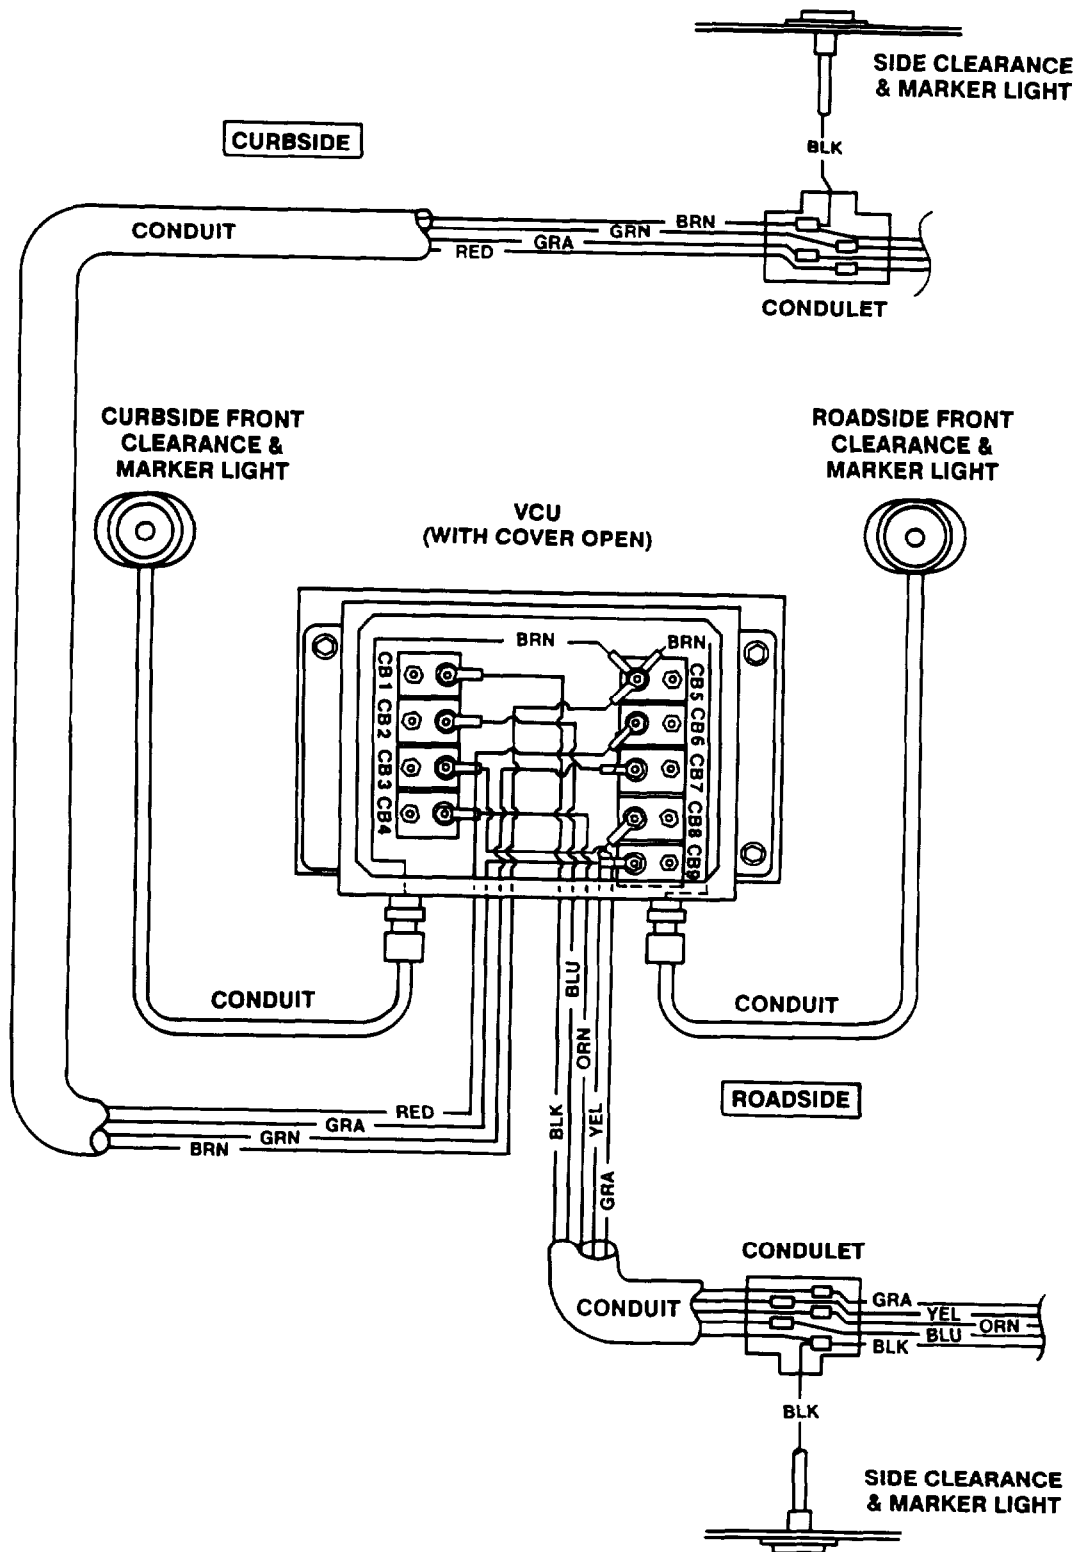 SIDE CLEARANCE
& MARKER LIGHT
CURBSIDE
BLK
CONDUIT
BRN
GRN
GRA
RED
CONDULET
CURBSIDE FRONT
CLEARANCE &
MARKER LIGHT
ROADSIDE FRONT
CLEARANCE &
MARKER LIGHT
VCU
(WITH COVER OPEN)
BRN
BRN
CB1
CB2
CB3
CB4
CB5
CB6
CB7
CB8
CB9
CONDUIT
CONDUIT
BLU
ORN
BLK
YEL
GRA
ROADSIDE
RED
GRA
GRN
BRN
CONDULET
CONDUIT
GRA
YEL
ORN
BLU
BLK
BLK
SIDE CLEARANCE
& MARKER LIGHT